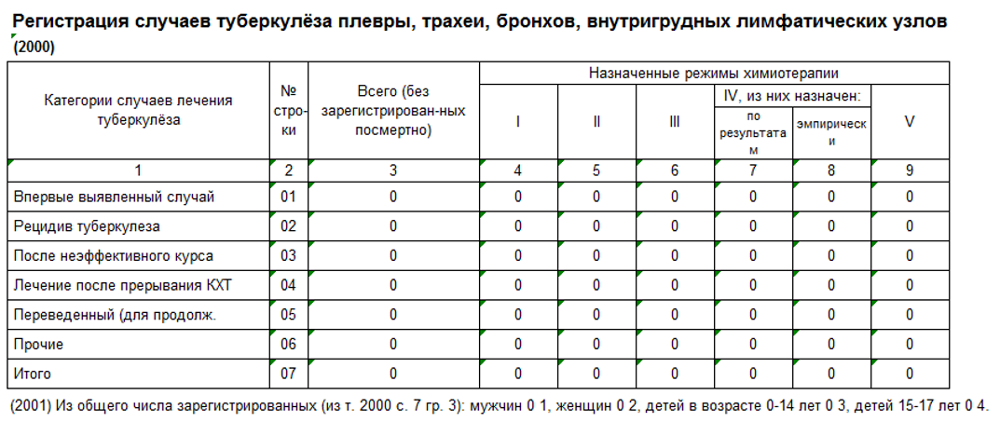 Регистрация случаев туберкулёза плевры, трахеи, бронхов, внутригрудных лимфатических узлов
(2000)
Категории случаев лечения туберкулёза № стро-ки Всего (без зарегистрирован-ных посмертно) Назначенные режимы химиотерапии
I II III IV, из них назначен: V
по результатам эмпирически
1 2 3 4 5 6 7 8 9
Впервые выявленный случай 01 0 0 0 0 0 0 0
Рецидив туберкулеза 02 0 0 0 0 0 0 0
После неэффективного курса 03 0 0 0 0 0 0 0
Лечение после прерывания КХТ 04 0 0 0 0 0 0 0
Переведенный (для продолж. 05 0 0 0 0 0 0 0
Прочие 06 0 0 0 0 0 0 0
Итого 07 0 0 0 0 0 0 0
(2001) Из общего числа зарегистрированных (из т. 2000 с. 7 гр. 3): мужчин 0 1, женщин 0 2, детей в возрасте 0-14 лет 0 3, детей 15-17 лет 0 4.